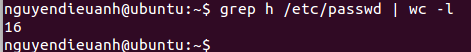 nguyendieuanh@ubuntu:~$ grep h /etc/passwd | wc -l
16
nguyendieuanh@ubuntu:~$